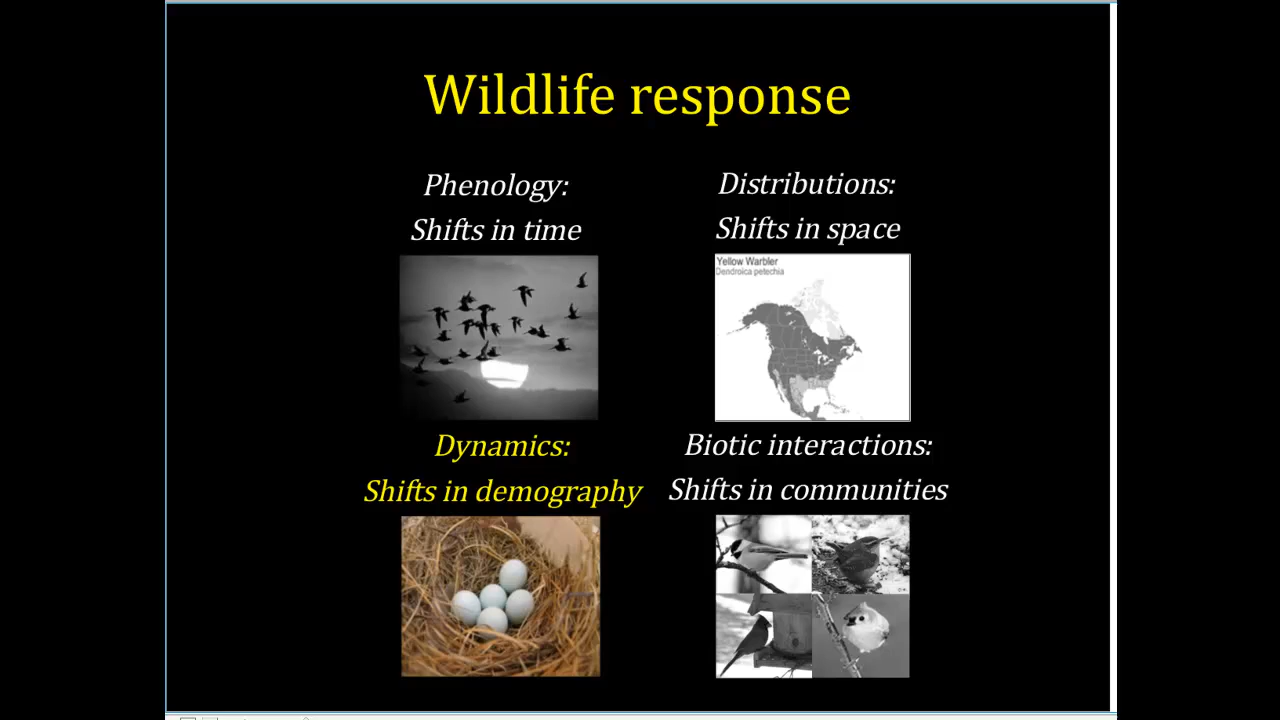 Wildlife response
Phenology:
Shifts in time
Distributions:
Shifts in space
Yellow Warbler
Dendroica petechia
Dynamics:
Shifts in demography
Biotic interactions:
Shifts in communities